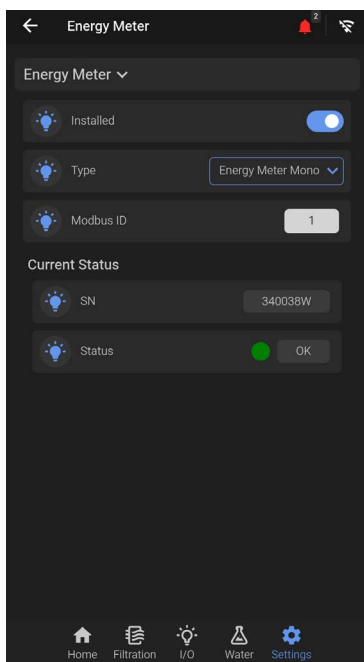 Energy Meter
2
Energy Meter
Installed
Type
Energy Meter Mono
Modbus ID
1
Current Status
SN
340038W
Status
OK
Home
Filtration
I/O
Water
Settings